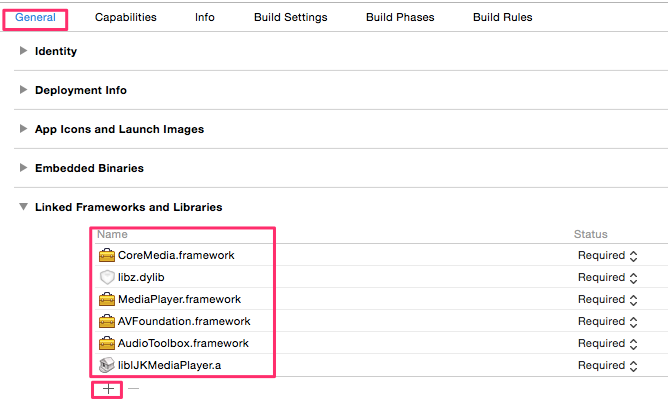 General Capabilities Info Build Settings Build Phases Build Rules
Identity
Deployment Info
App Icons and Launch Images
Embedded Binaries
Linked Frameworks and Libraries
Name Status
CoreMedia.framework Required
libz.dylib Required
MediaPlayer.framework Required
AVFoundation.framework Required
AudioToolbox.framework Required
libIJKMediaPlayer.a Required